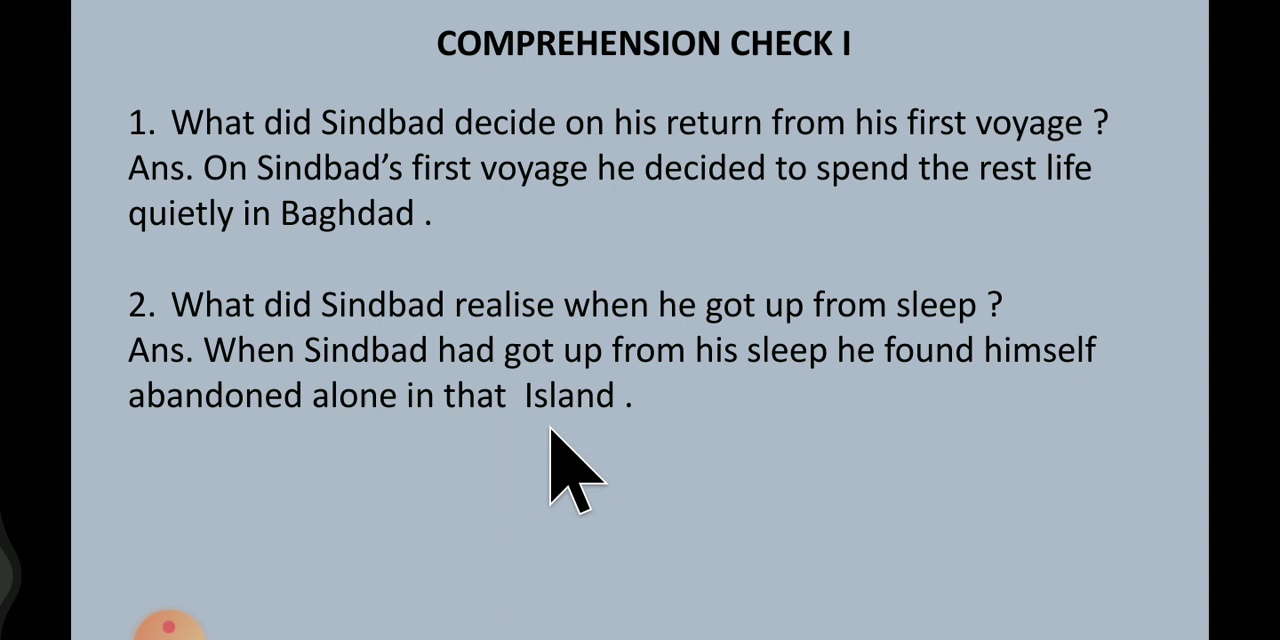 COMPREHENSION CHECK I
1. What did Sindbad decide on his return from his first voyage ?
Ans. On Sindbad’s first voyage he decided to spend the rest life
quietly in Baghdad .
2. What did Sindbad realise when he got up from sleep ?
Ans. When Sindbad had got up from his sleep he found himself
abandoned alone in that Island .